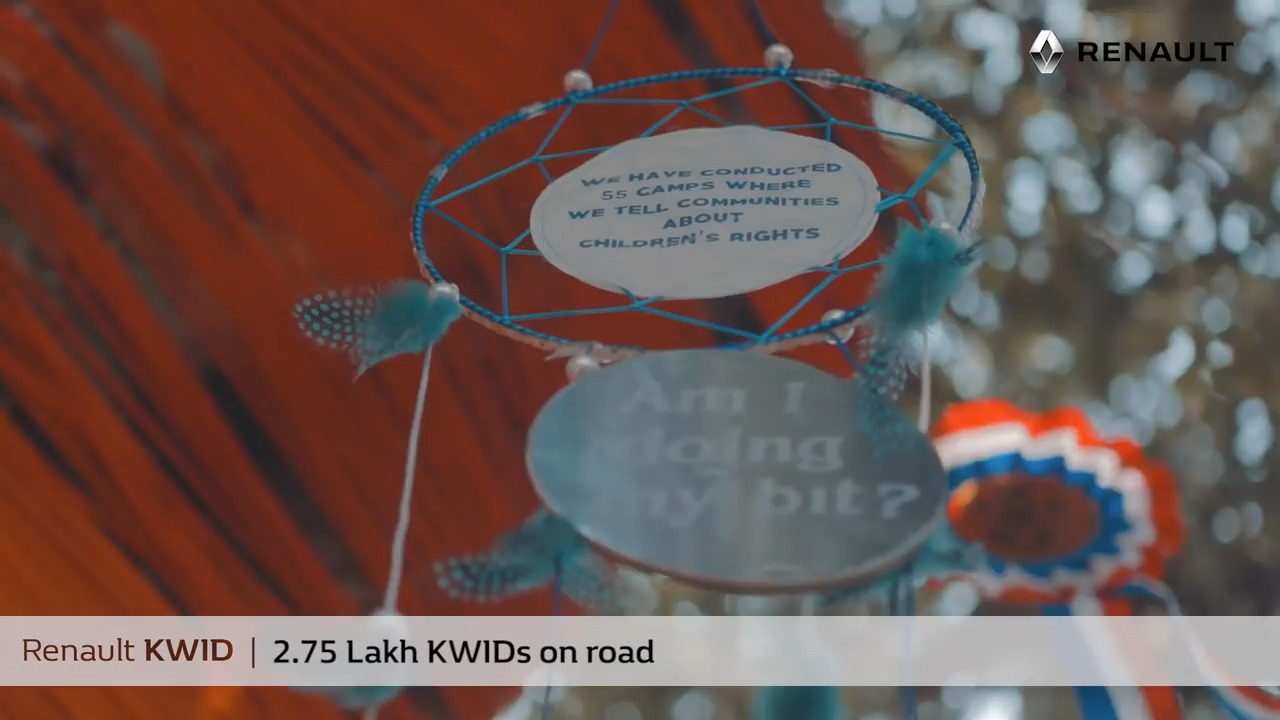 RENAULT
WE HAVE CONDUCTED
55 CAMPS WHERE
WE TELL COMMUNITIES
ABOUT
CHILDREN'S RIGHTS
Am I
doing
my bit?
Renault KWID | 2.75 Lakh KWIDs on road